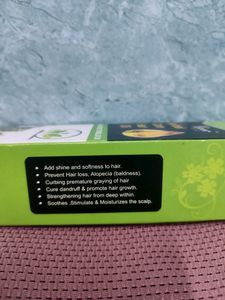 • Add shine and softness to hair.
• Prevent Hair loss, Alopecia (baldness).
• Curbing premature graying of hair
• Cure dandruff & promotes hair growth.
• Strengthening hair from deep within.
• Soothes ,Stimulate & Moisturizes the scalp.